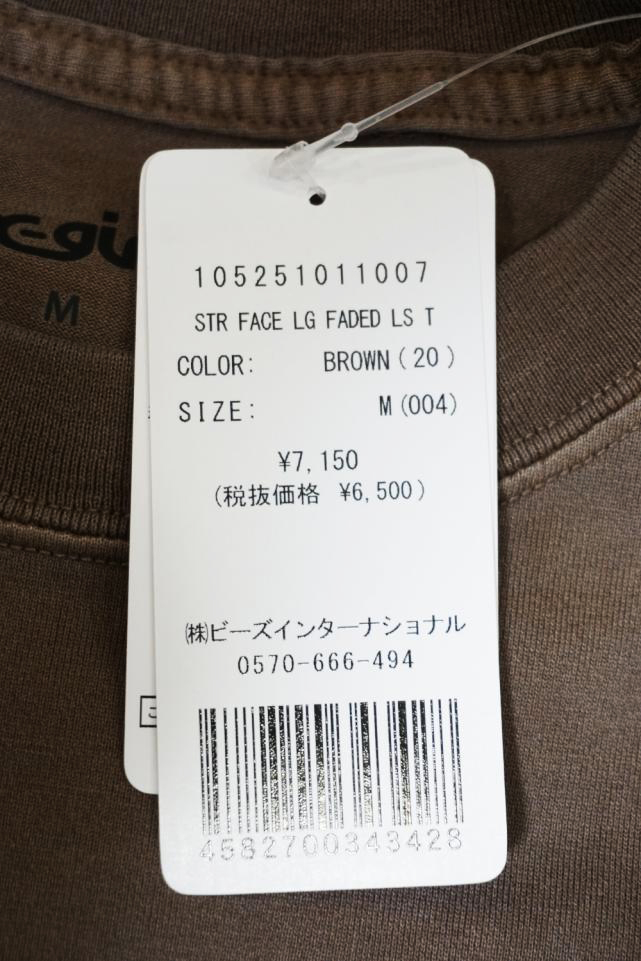 M
105251011007
STR FACE LG FADED LS T
COLOR: BROWN(20)
SIZE: M(004)
¥7,150
(税抜価格 ¥6,500)
㈱ビーズインターナショナル
0570-666-494
4582700343428